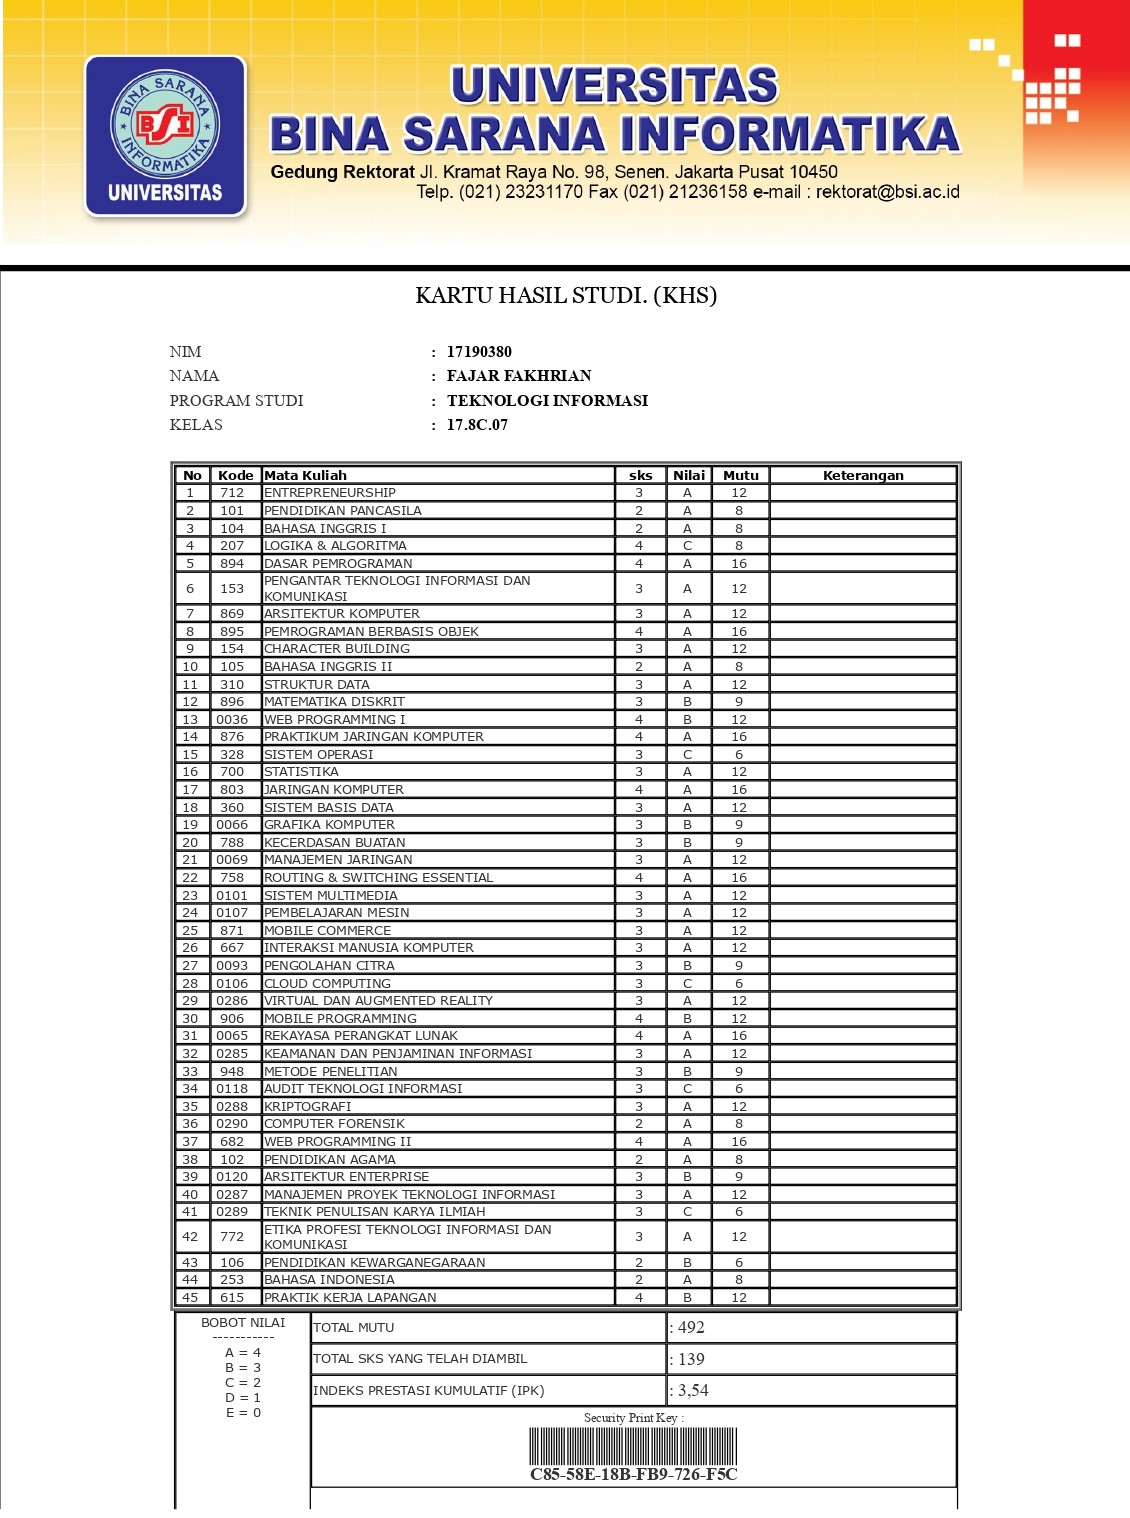 BINA SARANA
BSI
INFORMATIKA
UNIVERSITAS
UNIVERSITAS
BINA SARANA INFORMATIKA
Gedung Rektorat Jl. Kramat Raya No. 98, Senen. Jakarta Pusat 10450
Telp. (021) 23231170 Fax (021) 21236158 e-mail : rektorat@bsi.ac.id
KARTU HASIL STUDI. (KHS)
NIM : 17190380
NAMA : FAJAR FAKHRIAN
PROGRAM STUDI : TEKNOLOGI INFORMASI
KELAS : 17.8C.07
No Kode Mata Kuliah sks Nilai Mutu Keterangan
1 712 ENTREPRENEURSHIP 3 A 12
2 101 PENDIDIKAN PANCASILA 2 A 8
3 104 BAHASA INGGRIS I 2 A 8
4 207 LOGIKA & ALGORITMA 4 C 8
5 894 DASAR PEMROGRAMAN 4 A 16
6 153 PENGANTAR TEKNOLOGI INFORMASI DAN
KOMUNIKASI 3 A 12
7 869 ARSITEKTUR KOMPUTER 3 A 12
8 895 PEMROGRAMAN BERBASIS OBJEK 4 A 16
9 154 CHARACTER BUILDING 3 A 12
10 105 BAHASA INGGRIS II 2 A 8
11 310 STRUKTUR DATA 3 A 12
12 896 MATEMATIKA DISKRIT 3 B 9
13 0036 WEB PROGRAMMING I 4 B 12
14 876 PRAKTIKUM JARINGAN KOMPUTER 4 A 16
15 328 SISTEM OPERASI 3 C 6
16 700 STATISTIKA 3 A 12
17 803 JARINGAN KOMPUTER 4 A 16
18 360 SISTEM BASIS DATA 3 A 12
19 0066 GRAFIKA KOMPUTER 3 B 9
20 788 KECERDASAN BUATAN 3 B 9
21 0069 MANAJEMEN JARINGAN 3 A 12
22 758 ROUTING & SWITCHING ESSENTIAL 4 A 16
23 0101 SISTEM MULTIMEDIA 3 A 12
24 0107 PEMBELAJARAN MESIN 3 A 12
25 871 MOBILE COMMERCE 3 A 12
26 667 INTERAKSI MANUSIA KOMPUTER 3 A 12
27 0093 PENGOLAHAN CITRA 3 B 9
28 0106 CLOUD COMPUTING 3 C 6
29 0286 VIRTUAL DAN AUGMENTED REALITY 3 A 12
30 906 MOBILE PROGRAMMING 4 B 12
31 0065 REKAYASA PERANGKAT LUNAK 4 A 16
32 0285 KEAMANAN DAN PENJAMINAN INFORMASI 3 A 12
33 948 METODE PENELITIAN 3 B 9
34 0118 AUDIT TEKNOLOGI INFORMASI 3 C 6
35 0288 KRIPTOGRAFI 3 A 12
36 0290 COMPUTER FORENSIK 2 A 8
37 682 WEB PROGRAMMING II 4 A 16
38 102 PENDIDIKAN AGAMA 2 A 8
39 0120 ARSITEKTUR ENTERPRISE 3 B 9
40 0287 MANAJEMEN PROYEK TEKNOLOGI INFORMASI 3 A 12
41 0289 TEKNIK PENULISAN KARYA ILMIAH 3 C 6
42 772 ETIKA PROFESI TEKNOLOGI INFORMASI DAN
KOMUNIKASI 3 A 12
43 106 PENDIDIKAN KEWARGANEGARAAN 2 B 6
44 253 BAHASA INDONESIA 2 A 8
45 615 PRAKTIK KERJA LAPANGAN 4 B 12
BOBOT NILAI
-----------
A = 4
B = 3
C = 2
D = 1
E = 0
TOTAL MUTU : 492
TOTAL SKS YANG TELAH DIAMBIL : 139
INDEKS PRESTASI KUMULATIF (IPK) : 3,54
Security Print Key :
C85-58E-18B-FB9-726-F5C